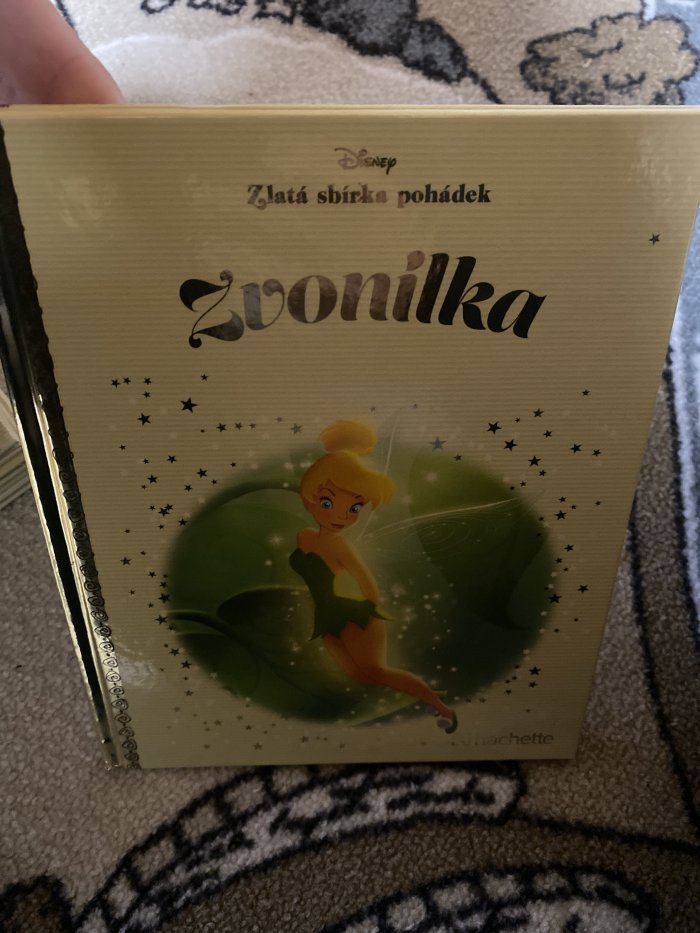 Disney
Zlatá sbírka pohádek
Zvonilka
hachette